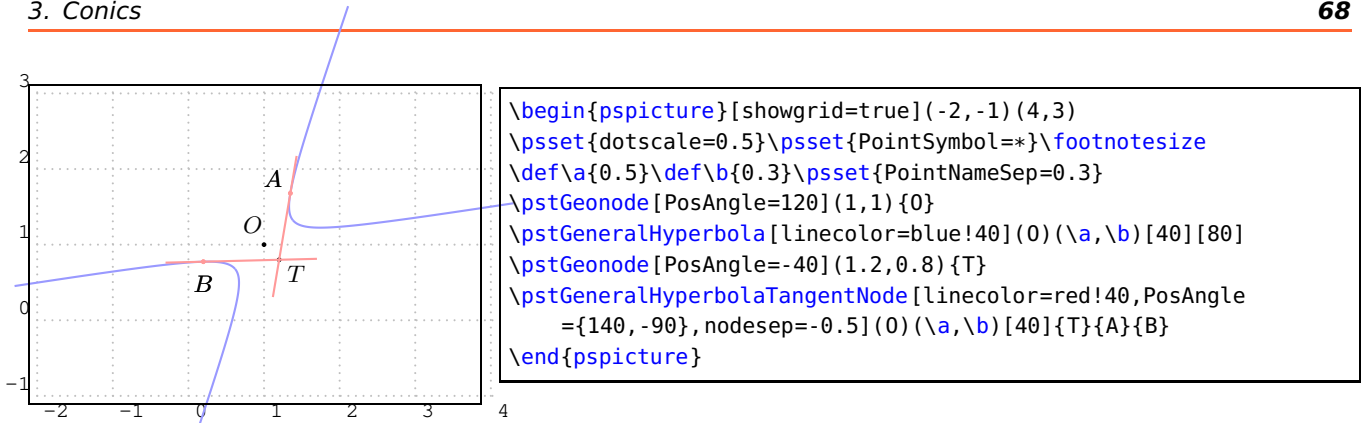 3. Conics 68
3
2
1
0
−1
−2 −1 0 1 2 3 4
A
O
B
T
\begin{pspicture}[showgrid=true](-2,-1)(4,3)
\psset{dotscale=0.5}\psset{PointSymbol=*}\footnotesize
\def\a{0.5}\def\b{0.3}\psset{PointNameSep=0.3}
\pstGeonode[PosAngle=120](1,1){O}
\pstGeneralHyperbola[linecolor=blue!40](O)(\a,\b)[40][80]
\pstGeonode[PosAngle=-40](1.2,0.8){T}
\pstGeneralHyperbolaTangentNode[linecolor=red!40,PosAngle
={140,-90},nodesep=-0.5](O)(\a,\b)[40]{T}{A}{B}
\end{pspicture}